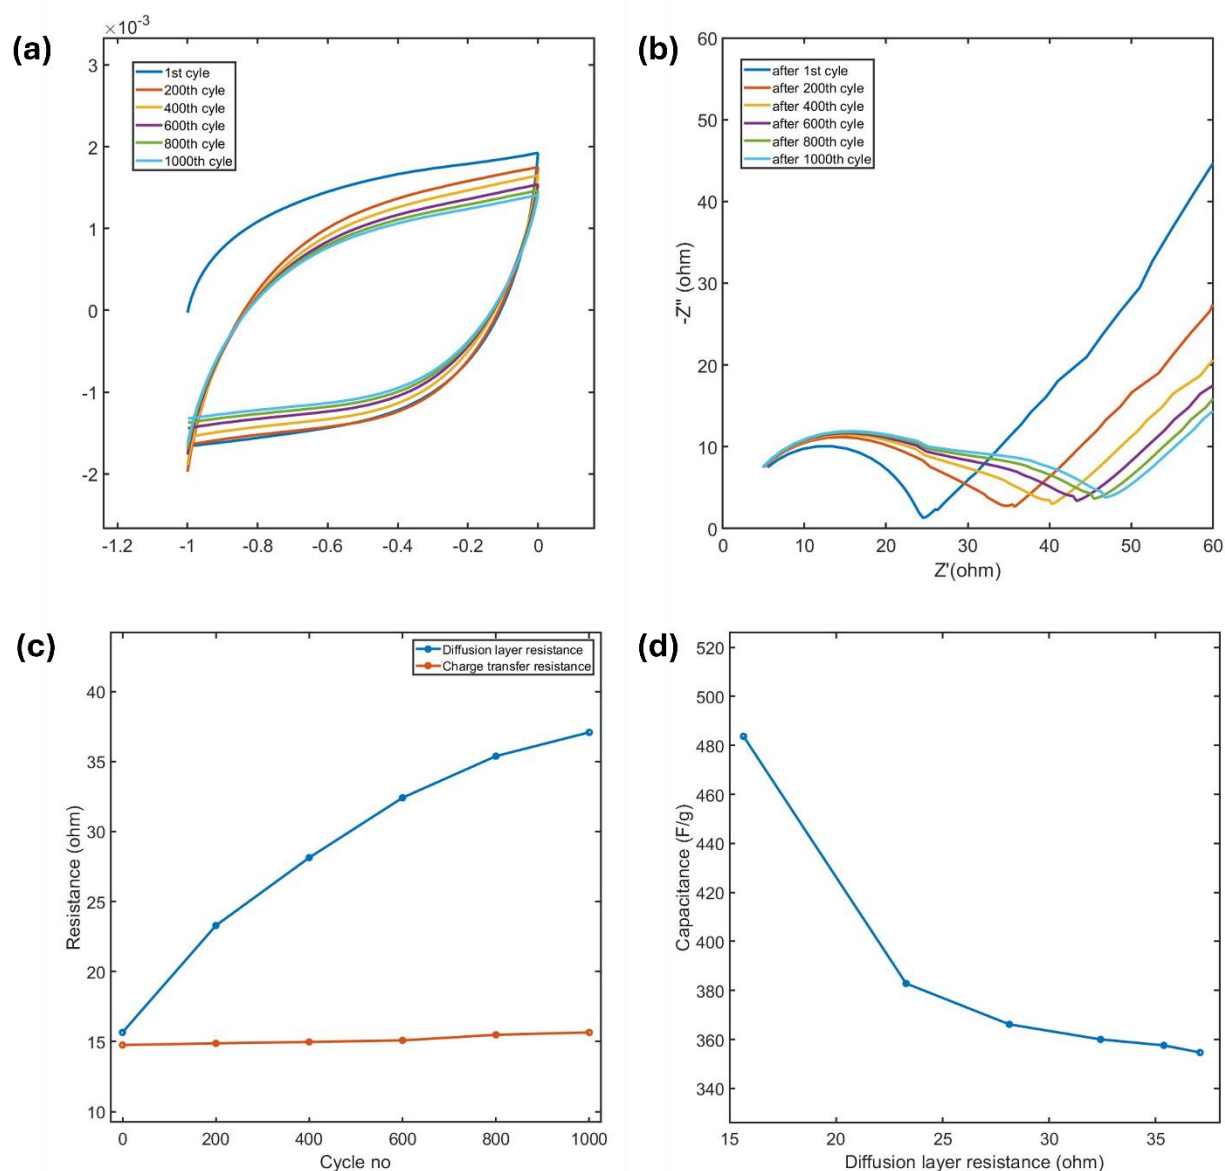 (a)
×10⁻³
3
2
1
0
-1
-2
-1.2 -1 -0.8 -0.6 -0.4 -0.2 0
1st cyle
200th cyle
400th cyle
600th cyle
800th cyle
1000th cyle
(b)
60
50
40
30
20
10
0
-Z" (ohm)
after 1st cyle
after 200th cyle
after 400th cyle
after 600th cyle
after 800th cyle
after 1000th cyle
0 10 20 30 40 50 60
Z'(ohm)
(c)
Diffusion layer resistance
Charge transfer resistance
40
35
30
25
20
15
10
Resistance (ohm)
0 200 400 600 800 1000
Cycle no
(d)
520
500
480
460
440
420
400
380
360
340
Capacitance (F/g)
15 20 25 30 35
Diffusion layer resistance (ohm)